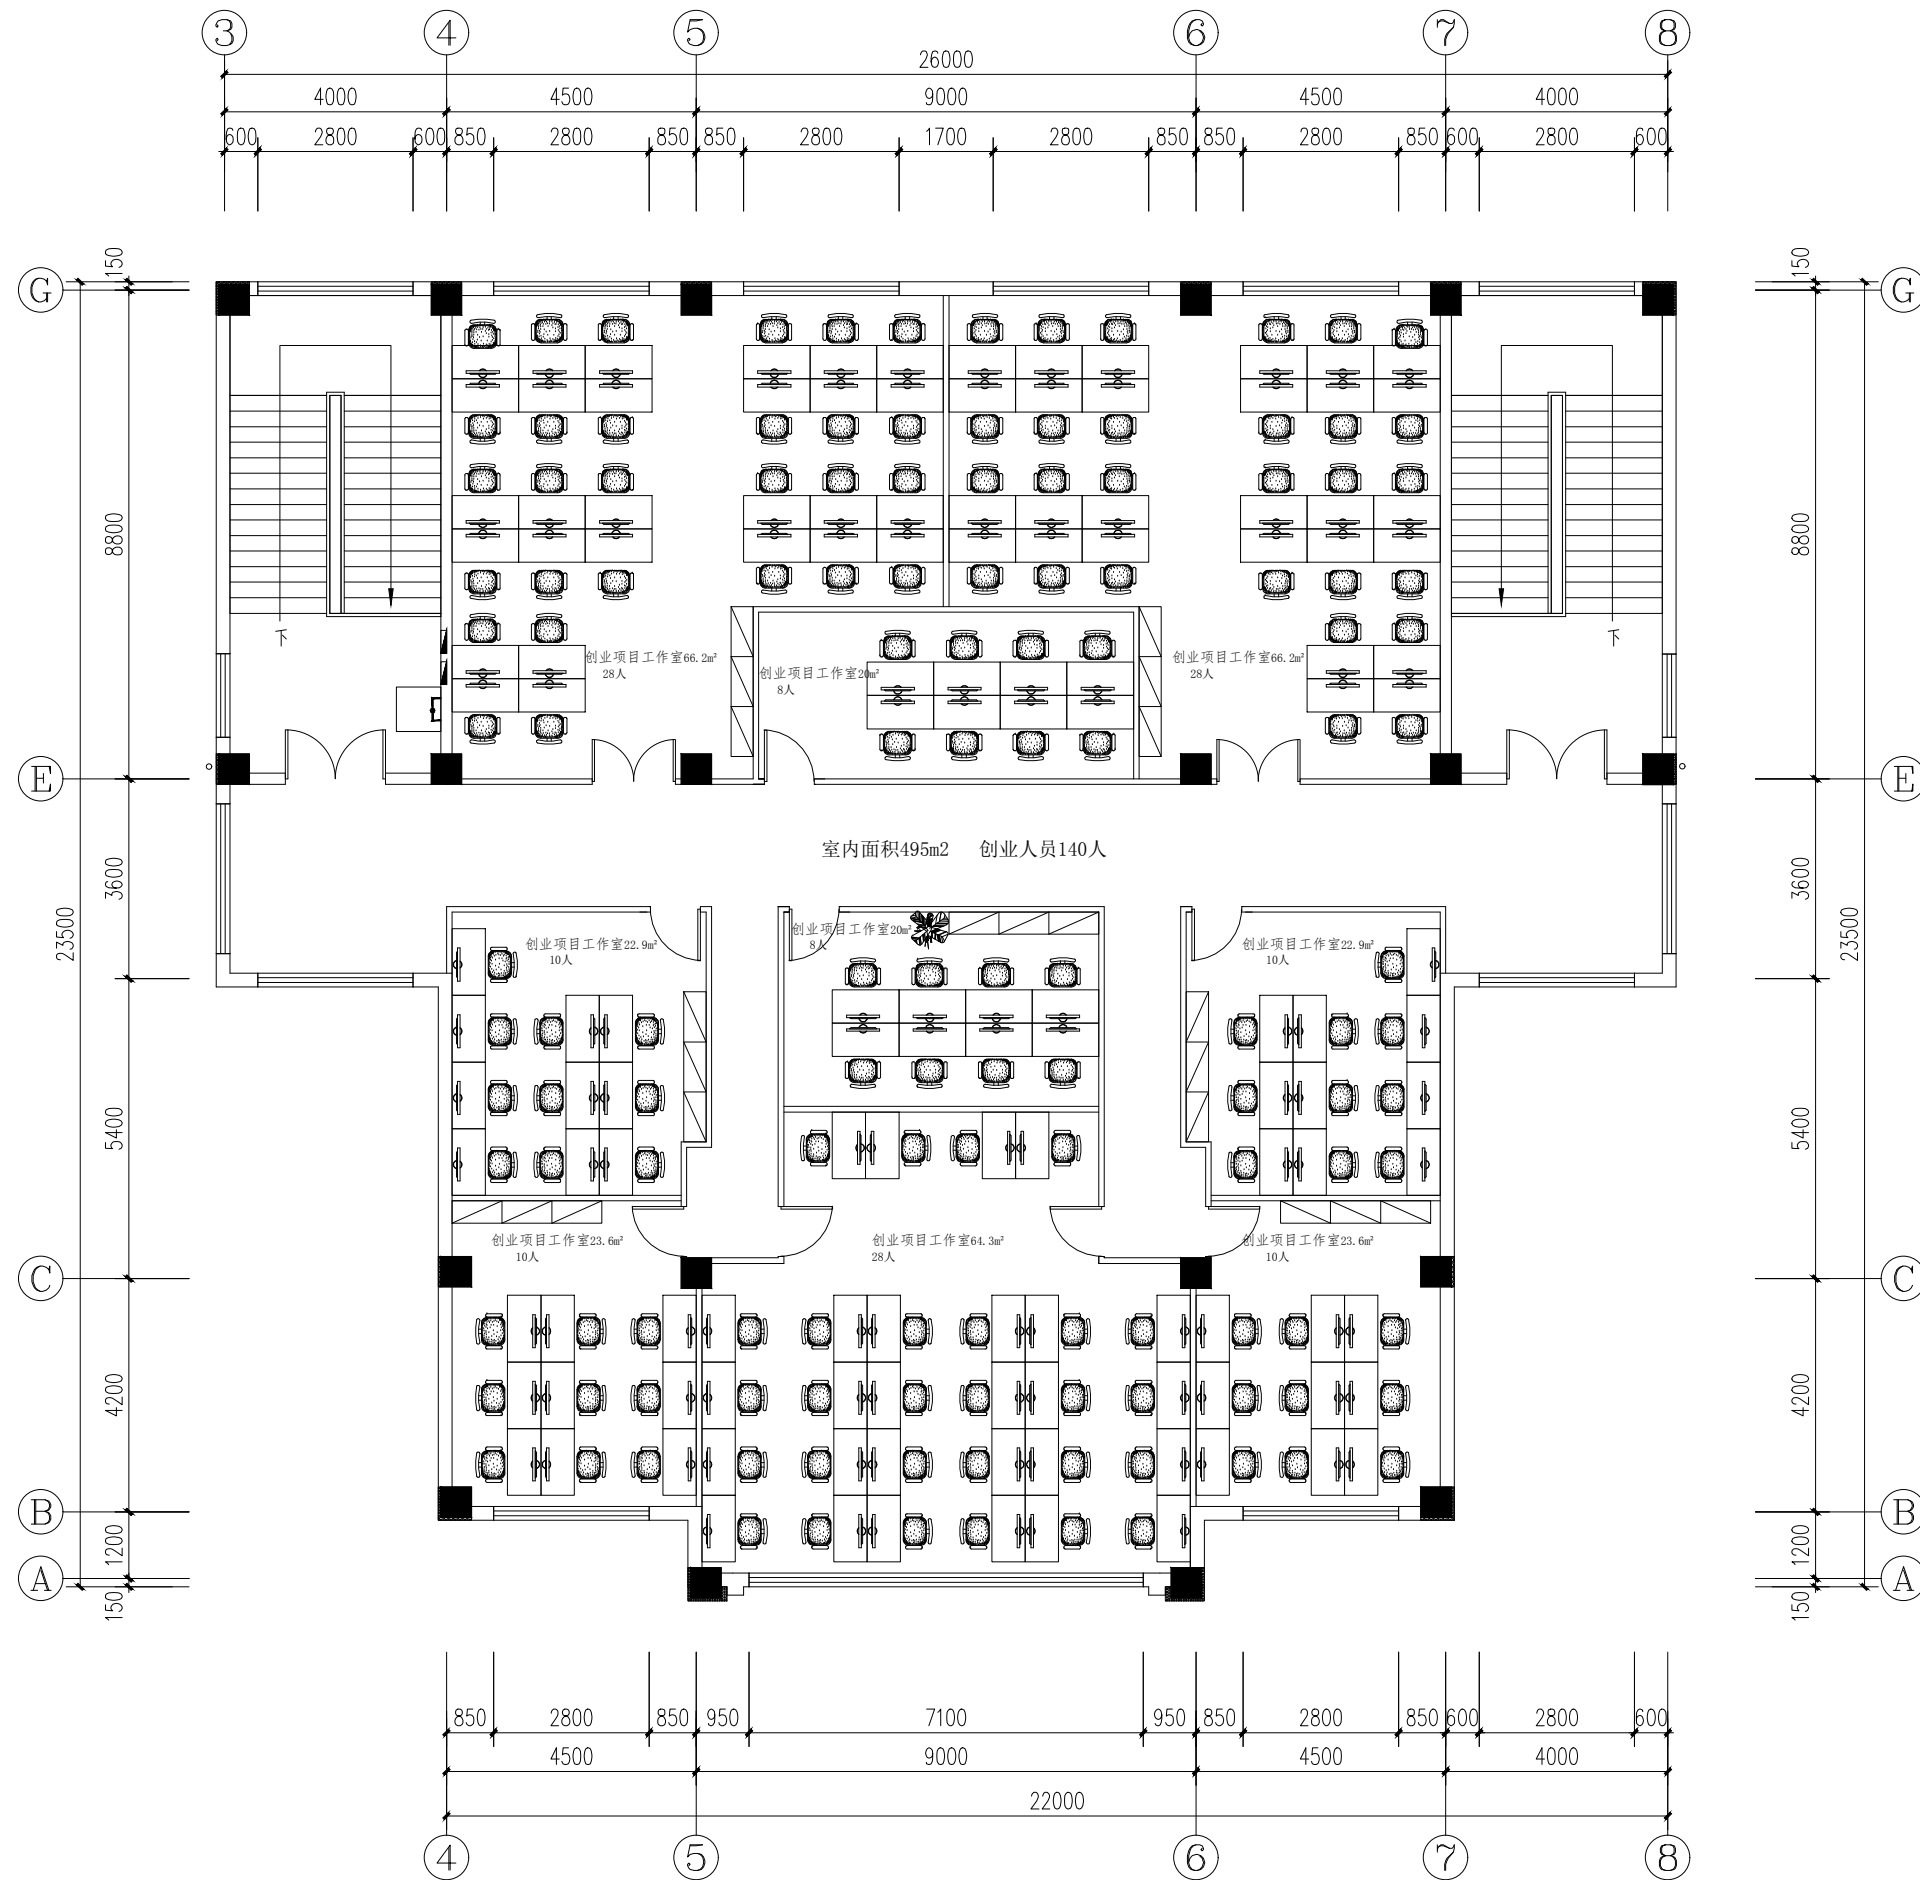 3 4 5 6 7 8
26000
4000 4500 9000 4500 4000
600 2800 600 850 2800 850 850 2800 1700 2800 850 850 2800 850 600 2800 600
150 150
G G
8800 8800
下 下
创业项目工作室66.2㎡
28人
创业项目工作室20㎡
8人
创业项目工作室66.2㎡
28人
E E
室内面积495m2 创业人员140人
3600 3600
23500 23500
创业项目工作室22.9㎡
10人
创业项目工作室20㎡
8人
创业项目工作室22.9㎡
10人
5400 5400
创业项目工作室23.6㎡
10人
创业项目工作室64.3㎡
28人
创业项目工作室23.6㎡
10人
C C
4200 4200
B B
1200 1200
A A
150 150
850 2800 850 950 7100 950 850 2800 850 600 2800 600
4500 9000 4500 4000
22000
4 5 6 7 8